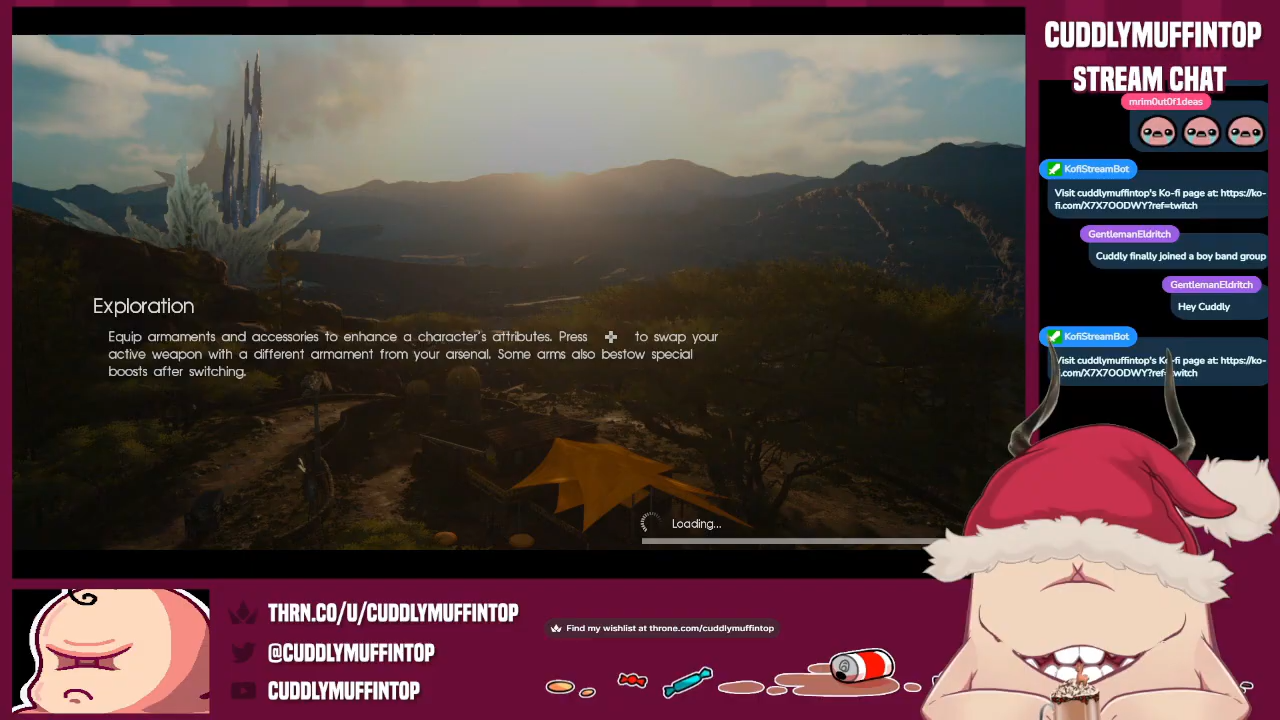 CUDDLYMUFFINTOP
STREAM CHAT
mrim0ut0f1deas
KofiStreamBot
Visit cuddlymuffintop's Ko-fi page at: https://ko-
fi.com/X7X7OODWY?ref=twitch
GentlemanEldritch
Cuddly finally joined a boy band group
GentlemanEldritch
Hey Cuddly
KofiStreamBot
Visit cuddlymuffintop's Ko-fi page at: https://ko-
.com/X7X7OODWY?ref=twitch
Exploration
Equip armaments and accessories to enhance a character's attributes. Press to swap your
active weapon with a different armament from your arsenal. Some arms also bestow special
boosts after switching.
Loading...
THRN.CO/U/CUDDLYMUFFINTOP
@CUDDLYMUFFINTOP
CUDDLYMUFFINTOP
Find my wishlist at throne.com/cuddlymuffintop